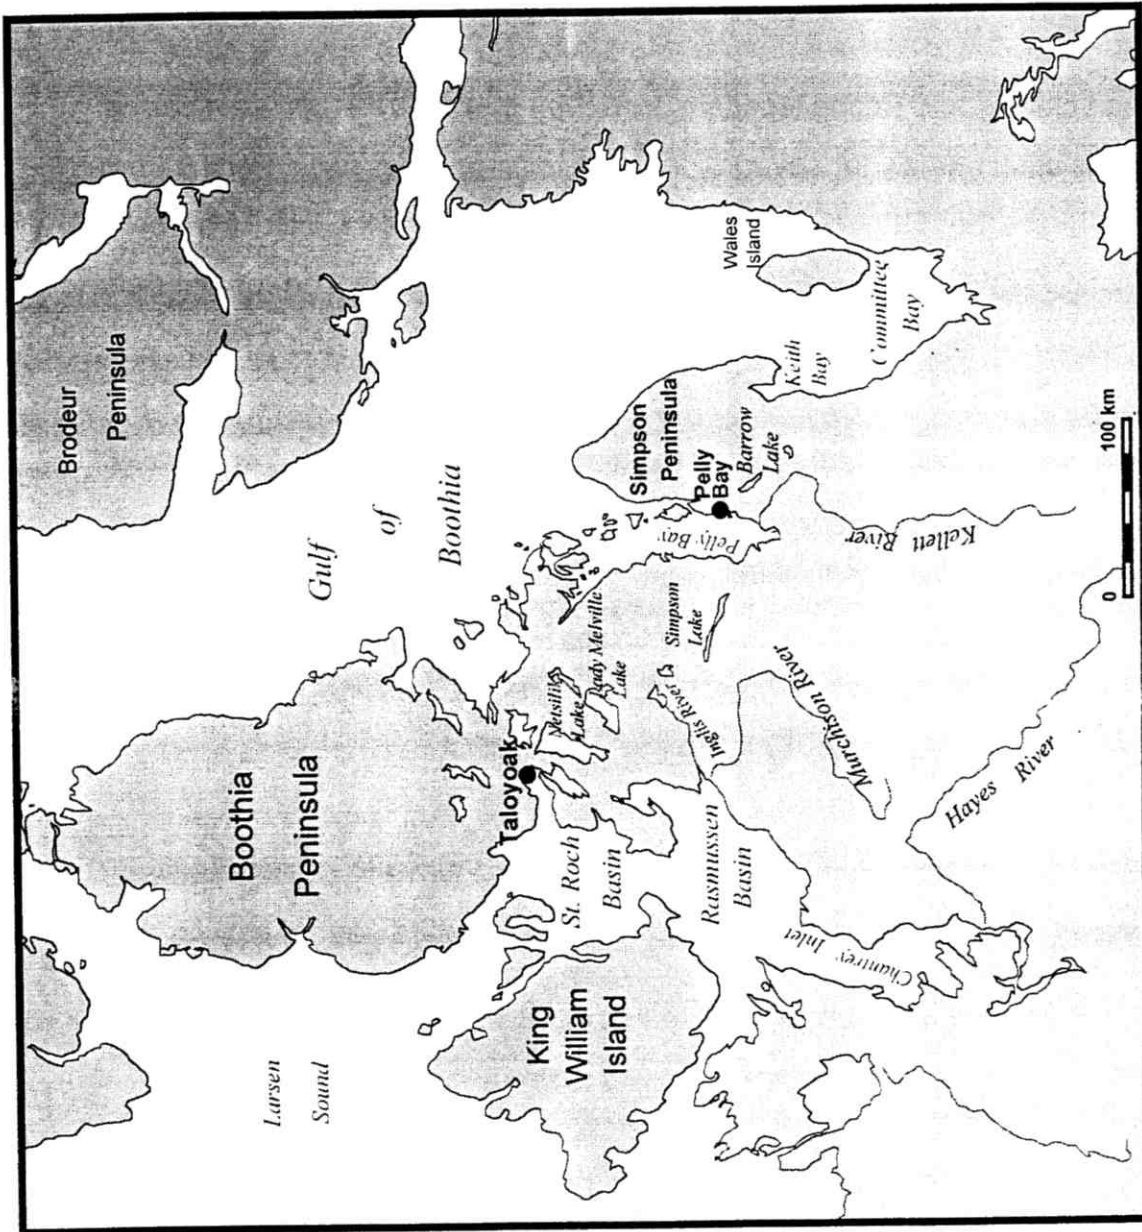 Brodeur
Peninsula
Gulf
of
Boothia
Boothia
Peninsula
Larsen
Sound
King
William
Island
Taloyoak
St. Roch
Basin
Rasmussen
Basin
Chantrey Inlet
Netsilik
Lake
Lady Melville
Lake
Simpson
Lake
Inglis River
Murchison River
Hayes River
Kellett River
Pelly Bay
Pelly
Bay
Simpson
Peninsula
Barrow
Lake
Keith
Bay
Committee
Bay
Wales
Island
0
100 km